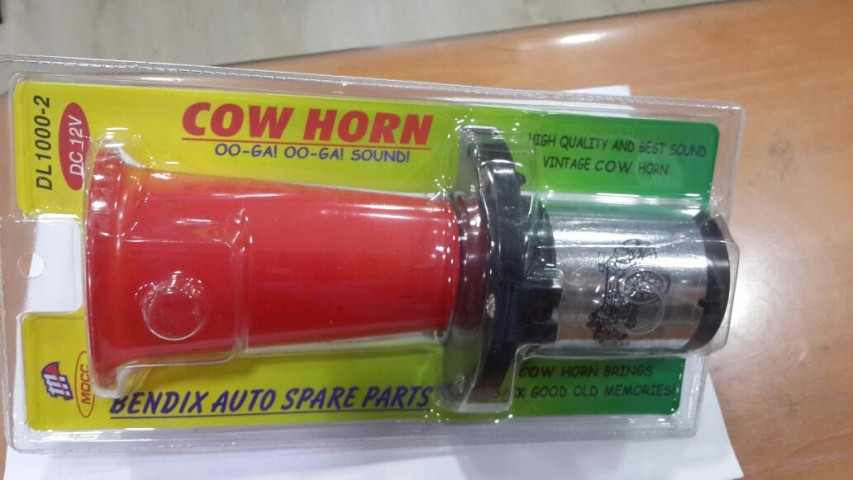 DL1000-2
DC.12V
COW HORN
OO-GA! OO-GA! SOUND!
HIGH QUALITY AND BEST SOUND
VINTAGE COW HORN
MOCC
BENDIX AUTO SPARE PARTS
COW HORN BRINGS
GOOD OLD MEMORIES